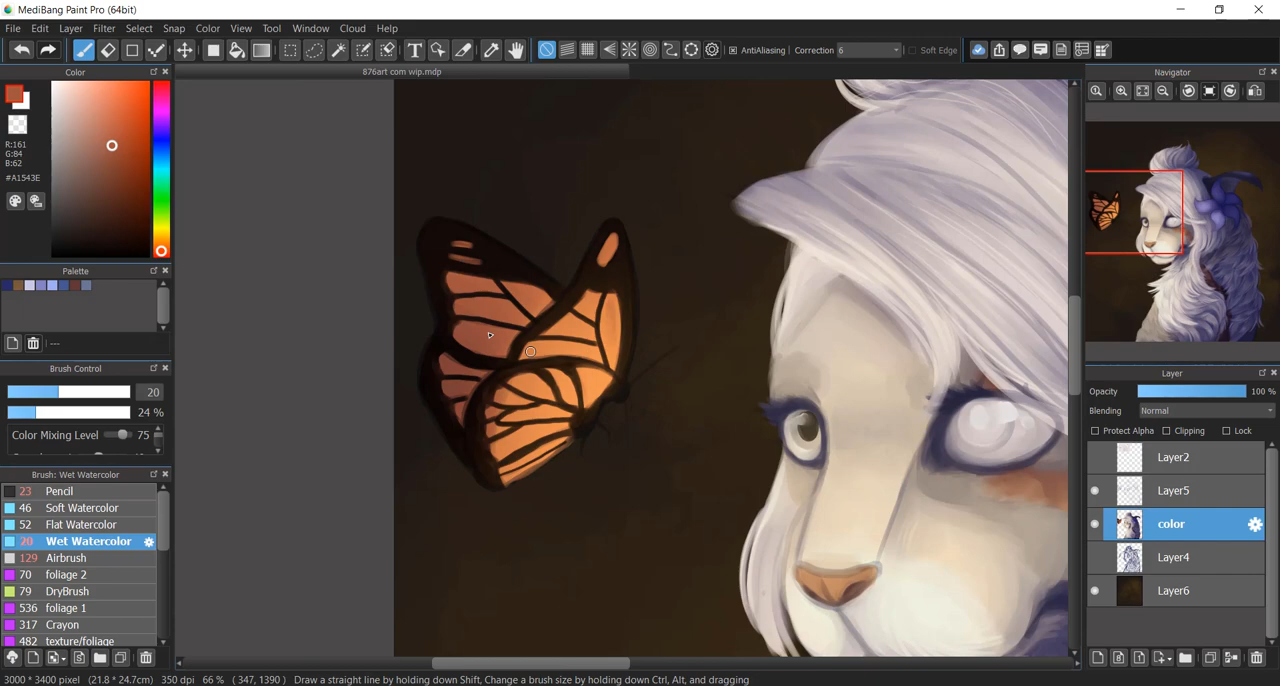 MediBang Paint Pro (64bit)
File Edit Layer Filter Select Snap Color View Tool Window Cloud Help
AntiAliasing Correction 6 Soft Edge
Color
876art com wip.mdp
Navigator
R:161
G:84
B:62
#A1543E
Palette
---
Brush Control
20
24 %
Color Mixing Level 75
Brush: Wet Watercolor
23 Pencil
46 Soft Watercolor
52 Flat Watercolor
20 Wet Watercolor
129 Airbrush
70 foliage 2
79 DryBrush
536 foliage 1
317 Crayon
482 texture/foliage
Layer
Opacity 100 %
Blending Normal
Protect Alpha Clipping Lock
Layer2
Layer5
color
Layer4
Layer6
3000 * 3400 pixel (21.8 * 24.7cm) 350 dpi 66 % ( 347, 1390 ) Draw a straight line by holding down Shift, Change a brush size by holding down Ctrl, Alt, and dragging